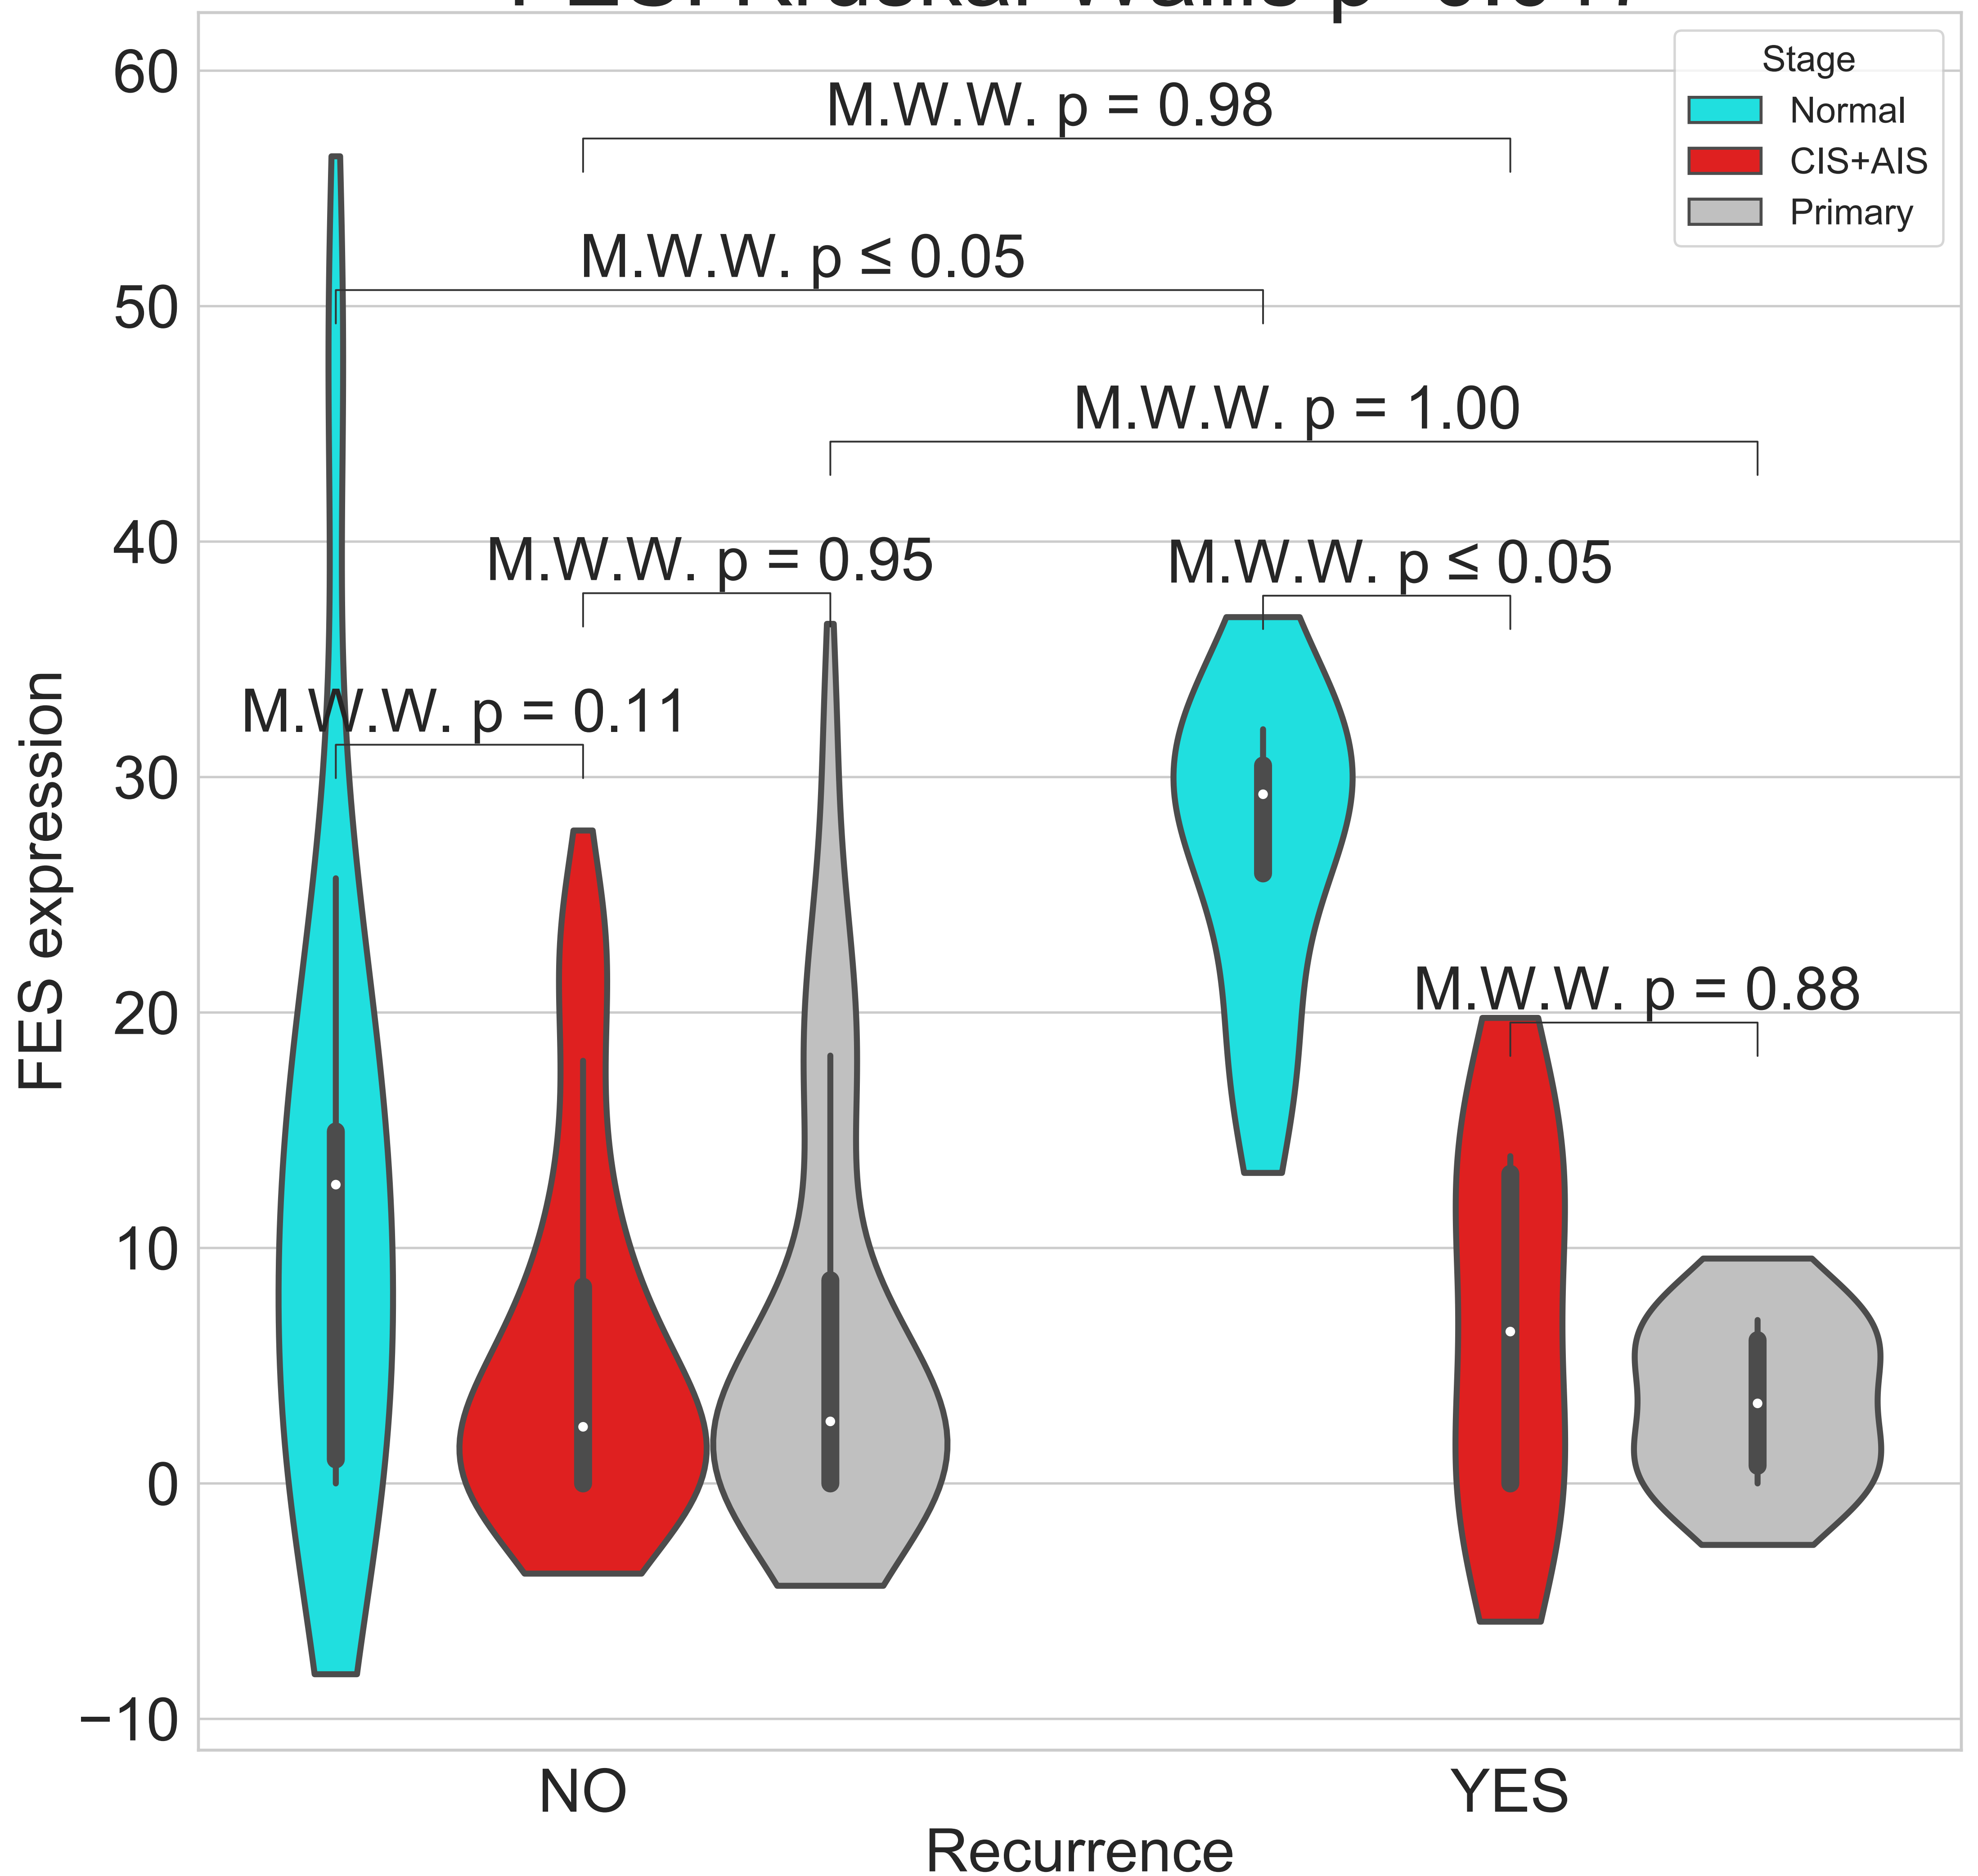 60
50
40
30
20
10
0
−10
FES expression
Stage
Normal
CIS+AIS
Primary
M.W.W. p = 0.98
M.W.W. p ≤ 0.05
M.W.W. p = 1.00
M.W.W. p = 0.95
M.W.W. p ≤ 0.05
M.W.W. p = 0.11
M.W.W. p = 0.88
NO
YES
Recurrence